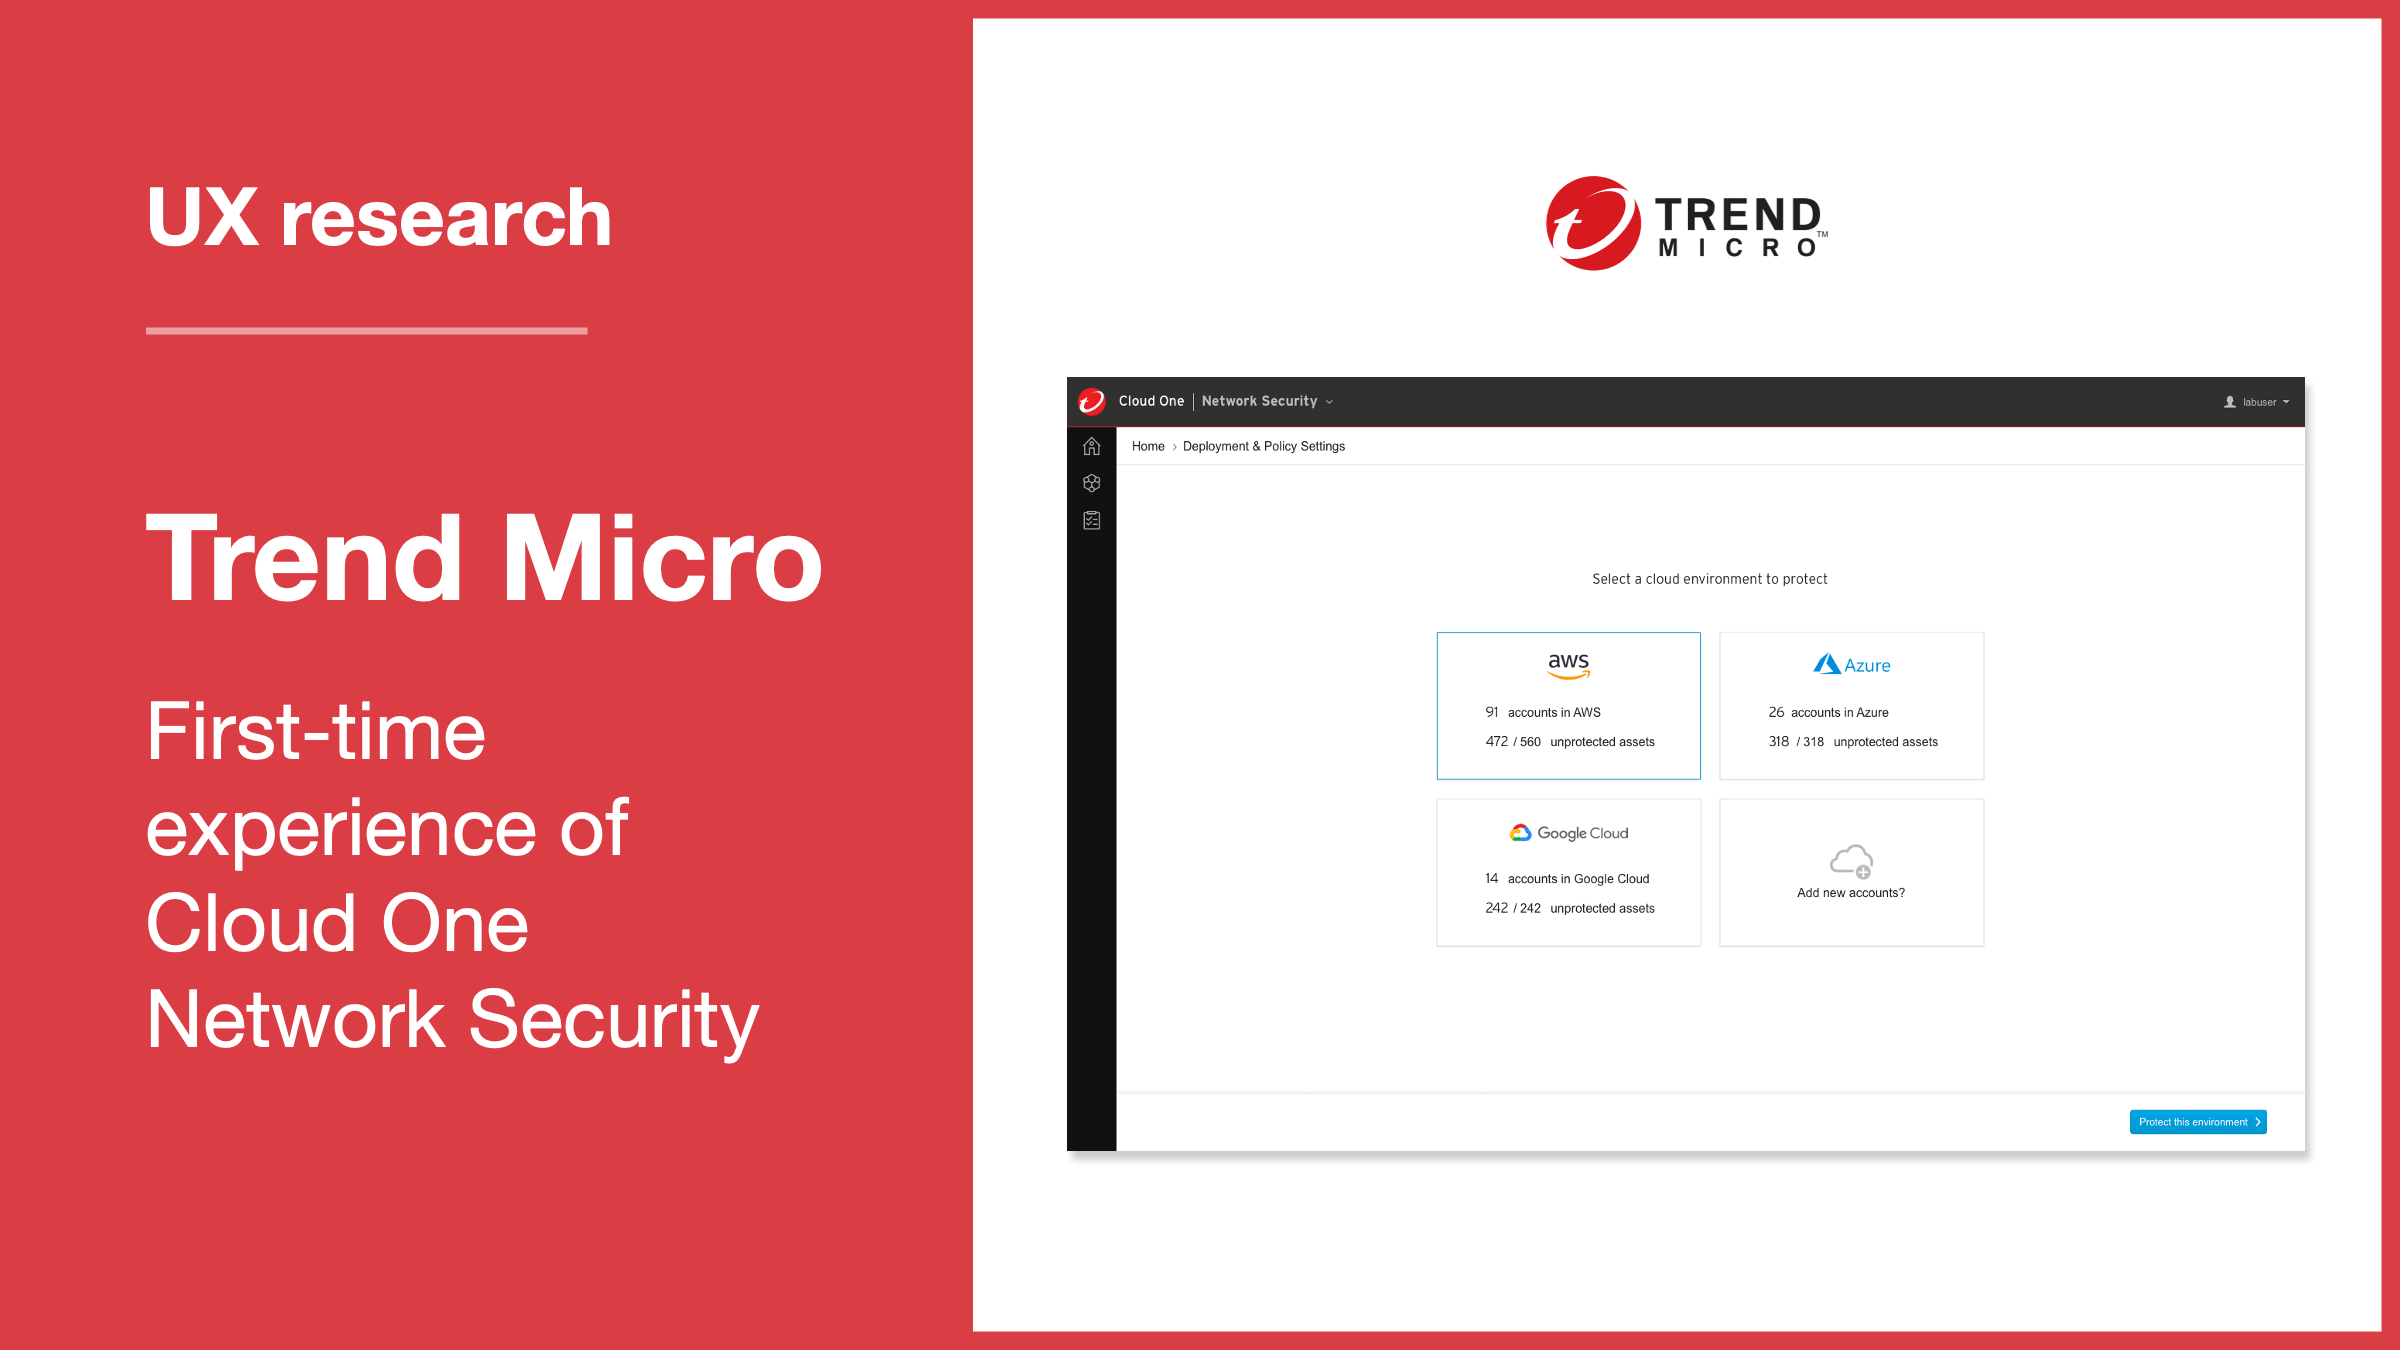 UX research
Trend Micro
First-time
experience of
Cloud One
Network Security
TREND
MICRO™
Cloud One | Network Security
labuser
Home › Deployment & Policy Settings
Select a cloud environment to protect
aws
91 accounts in AWS
472 / 560 unprotected assets
Azure
26 accounts in Azure
318 / 318 unprotected assets
Google Cloud
14 accounts in Google Cloud
242 / 242 unprotected assets
Add new accounts?
Protect this environment